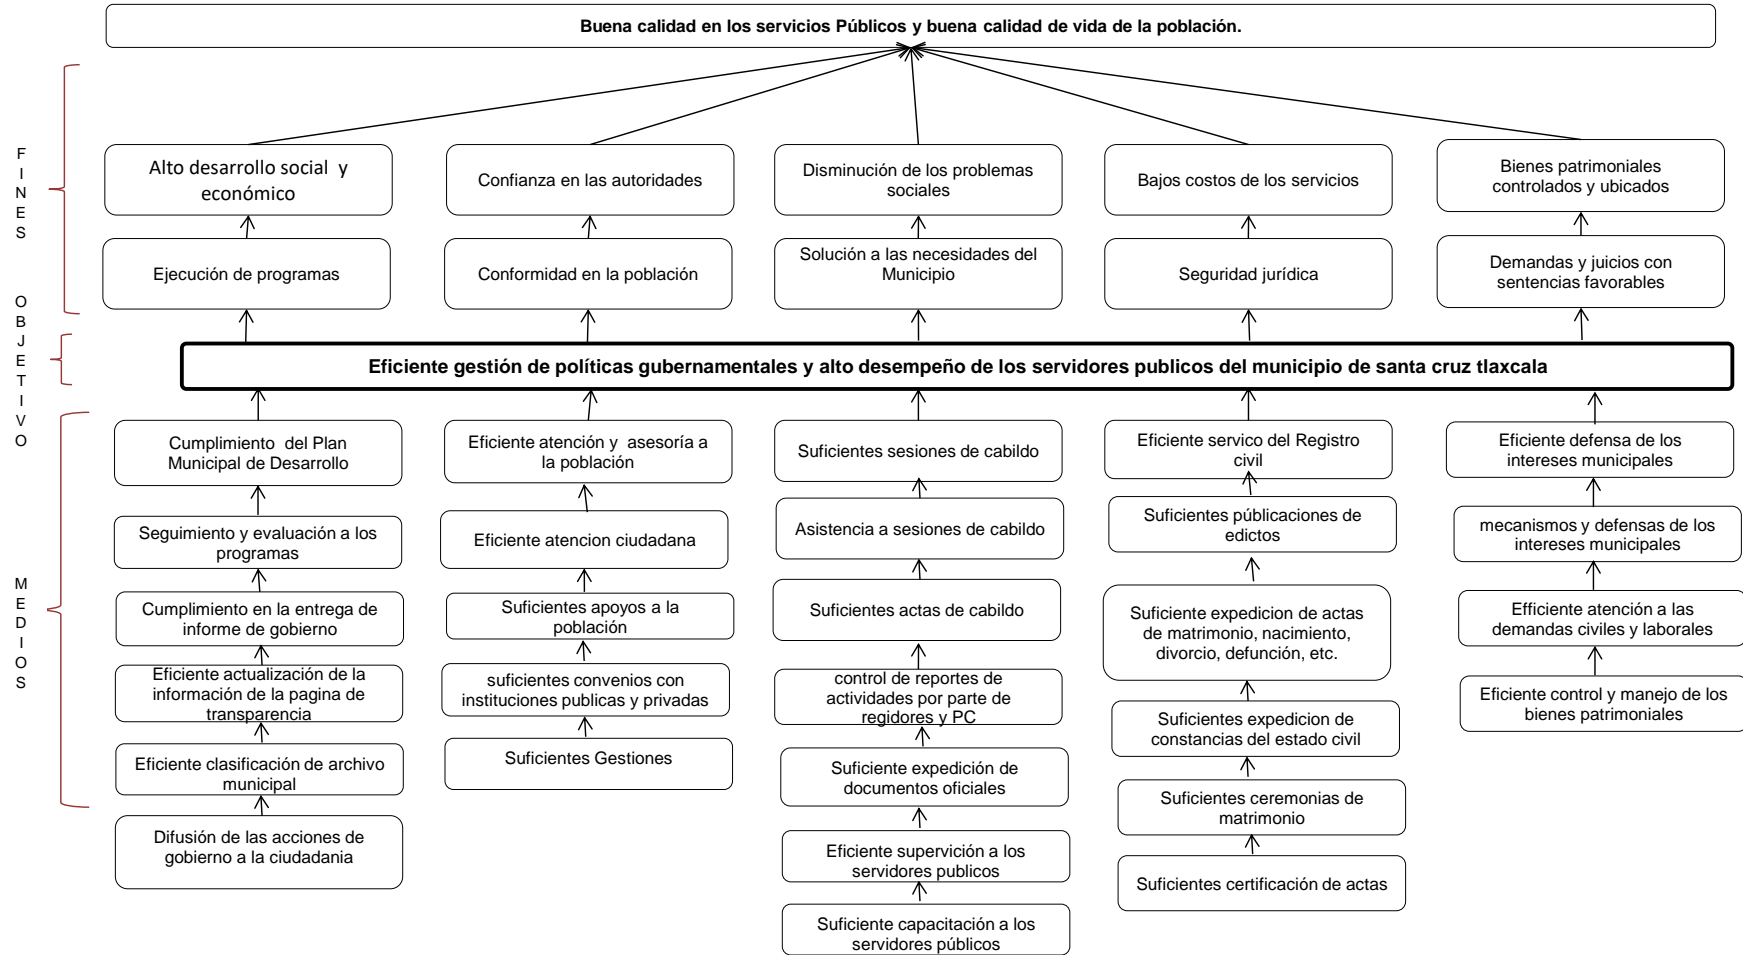 Buena calidad en los servicios Públicos y buena calidad de vida de la población.
FINES
Alto desarrollo social y
económico
Confianza en las autoridades
Disminución de los problemas
sociales
Bajos costos de los servicios
Bienes patrimoniales
controlados y ubicados
Ejecución de programas
Conformidad en la población
Solución a las necesidades del
Municipio
Seguridad jurídica
Demandas y juicios con
sentencias favorables
OBJETIVO
Eficiente gestión de políticas gubernamentales y alto desempeño de los servidores publicos del municipio de santa cruz tlaxcala
MEDIOS
Cumplimiento del Plan
Municipal de Desarrollo
Eficiente atención y asesoría a
la población
Suficientes sesiones de cabildo
Eficiente servico del Registro
civil
Eficiente defensa de los
intereses municipales
Seguimiento y evaluación a los
programas
Eficiente atencion ciudadana
Asistencia a sesiones de cabildo
Suficientes públicaciones de
edictos
mecanismos y defensas de los
intereses municipales
Cumplimiento en la entrega de
informe de gobierno
Suficientes apoyos a la
población
Suficientes actas de cabildo
Suficiente expedicion de actas
de matrimonio, nacimiento,
divorcio, defunción, etc.
Efficiente atención a las
demandas civiles y laborales
Eficiente actualización de la
información de la pagina de
transparencia
suficientes convenios con
instituciones publicas y privadas
control de reportes de
actividades por parte de
regidores y PC
Suficientes expedicion de
constancias del estado civil
Eficiente control y manejo de los
bienes patrimoniales
Eficiente clasificación de archivo
municipal
Suficientes Gestiones
Suficiente expedición de
documentos oficiales
Suficientes ceremonias de
matrimonio
Difusión de las acciones de
gobierno a la ciudadania
Eficiente supervición a los
servidores publicos
Suficientes certificación de actas
Suficiente capacitación a los
servidores públicos